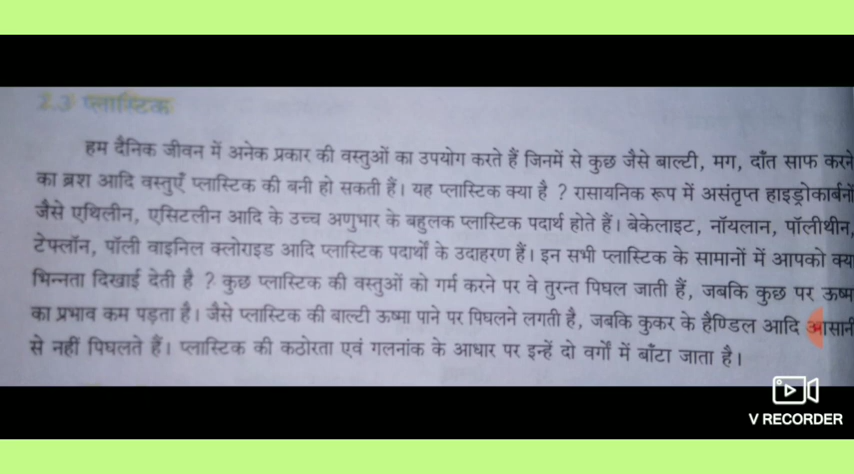 2.3 प्लास्टिक
हम दैनिक जीवन में अनेक प्रकार की वस्तुओं का उपयोग करते हैं जिनमें से कुछ जैसे बाल्टी, मग, दाँत साफ करने
का ब्रश आदि वस्तुएँ प्लास्टिक की बनी हो सकती हैं। यह प्लास्टिक क्या है ? रासायनिक रूप में असंतृप्त हाइड्रोकार्बनों
जैसे एथिलीन, एसिटलीन आदि के उच्च अणुभार के बहुलक प्लास्टिक पदार्थ होते हैं। बेकेलाइट, नॉयलान, पॉलीथीन,
टेफ्लॉन, पॉली वाइनिल क्लोराइड आदि प्लास्टिक पदार्थों के उदाहरण हैं। इन सभी प्लास्टिक के सामानों में आपको क्य
भिन्नता दिखाई देती है ? कुछ प्लास्टिक की वस्तुओं को गर्म करने पर वे तुरन्त पिघल जाती हैं, जबकि कुछ पर ऊष्म
का प्रभाव कम पड़ता है। जैसे प्लास्टिक की बाल्टी ऊष्मा पाने पर पिघलने लगती है, जबकि कुकर के हैण्डिल आदि आसानी
से नहीं पिघलते हैं। प्लास्टिक की कठोरता एवं गलनांक के आधार पर इन्हें दो वर्गों में बाँटा जाता है।
V RECORDER